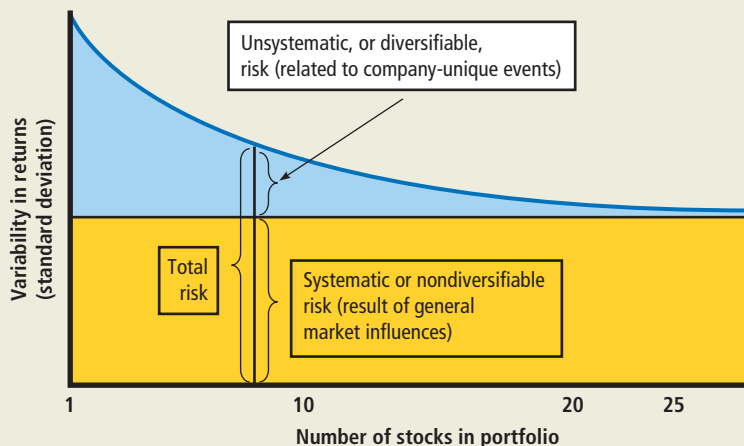 Unsystematic, or diversifiable,
risk (related to company-unique events)
Variability in returns
(standard deviation)
Total
risk
Systematic or nondiversifiable
risk (result of general
market influences)
1
10
20
25
Number of stocks in portfolio